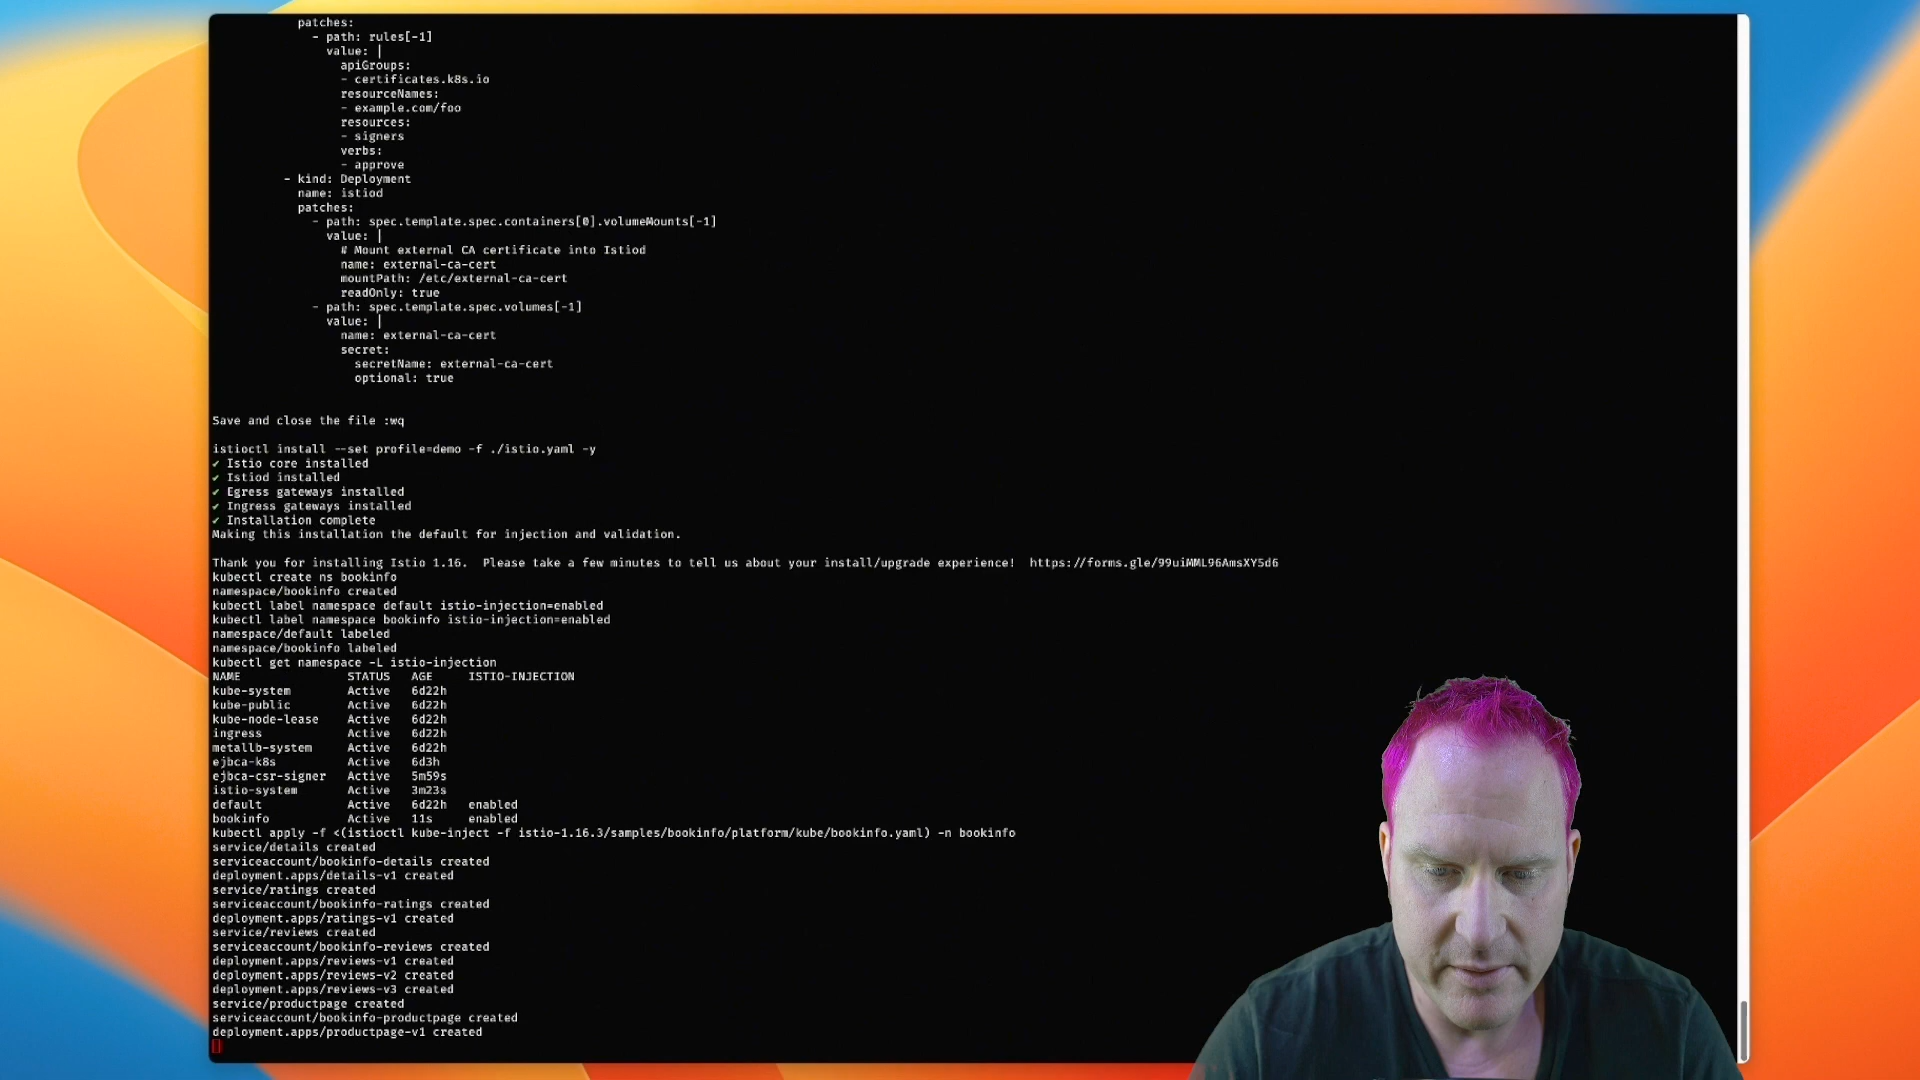 patches:
- path: rules[-1]
value: |
apiGroups:
- certificates.k8s.io
resourceNames:
- example.com/foo
resources:
- signers
verbs:
- approve
- kind: Deployment
name: istiod
patches:
- path: spec.template.spec.containers[0].volumeMounts[-1]
value: |
# Mount external CA certificate into Istiod
name: external-ca-cert
mountPath: /etc/external-ca-cert
readOnly: true
- path: spec.template.spec.volumes[-1]
value: |
name: external-ca-cert
secret:
secretName: external-ca-cert
optional: true
Save and close the file :wq
istioctl install --set profile=demo -f ./istio.yaml -y
✔ Istio core installed
✔ Istiod installed
✔ Egress gateways installed
✔ Ingress gateways installed
✔ Installation complete
Making this installation the default for injection and validation.
Thank you for installing Istio 1.16.  Please take a few minutes to tell us about your install/upgrade experience!  https://forms.gle/99uiMML96AmsXY5d6
kubectl create ns bookinfo
namespace/bookinfo created
kubectl label namespace default istio-injection=enabled
kubectl label namespace bookinfo istio-injection=enabled
namespace/default labeled
namespace/bookinfo labeled
kubectl get namespace -L istio-injection
NAME STATUS AGE ISTIO-INJECTION
kube-system Active 6d22h
kube-public Active 6d22h
kube-node-lease Active 6d22h
ingress Active 6d22h
metallb-system Active 6d22h
ejbca-k8s Active 6d3h
ejbca-csr-signer Active 5m59s
istio-system Active 3m23s
default Active 6d22h enabled
bookinfo Active 11s enabled
kubectl apply -f <(istioctl kube-inject -f istio-1.16.3/samples/bookinfo/platform/kube/bookinfo.yaml) -n bookinfo
service/details created
serviceaccount/bookinfo-details created
deployment.apps/details-v1 created
service/ratings created
serviceaccount/bookinfo-ratings created
deployment.apps/ratings-v1 created
service/reviews created
serviceaccount/bookinfo-reviews created
deployment.apps/reviews-v1 created
deployment.apps/reviews-v2 created
deployment.apps/reviews-v3 created
service/productpage created
serviceaccount/bookinfo-productpage created
deployment.apps/productpage-v1 created